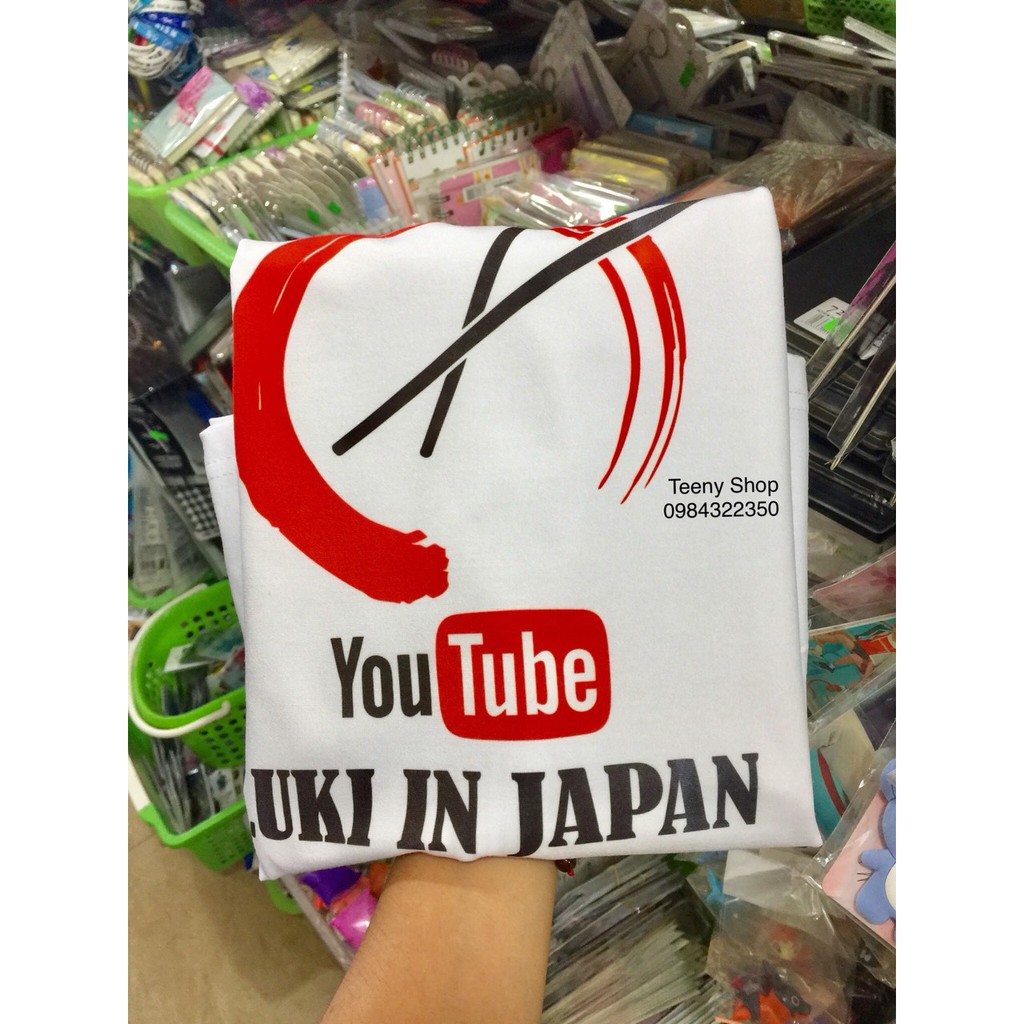 Teeny Shop
0984322350
YouTube
LUKI IN JAPAN